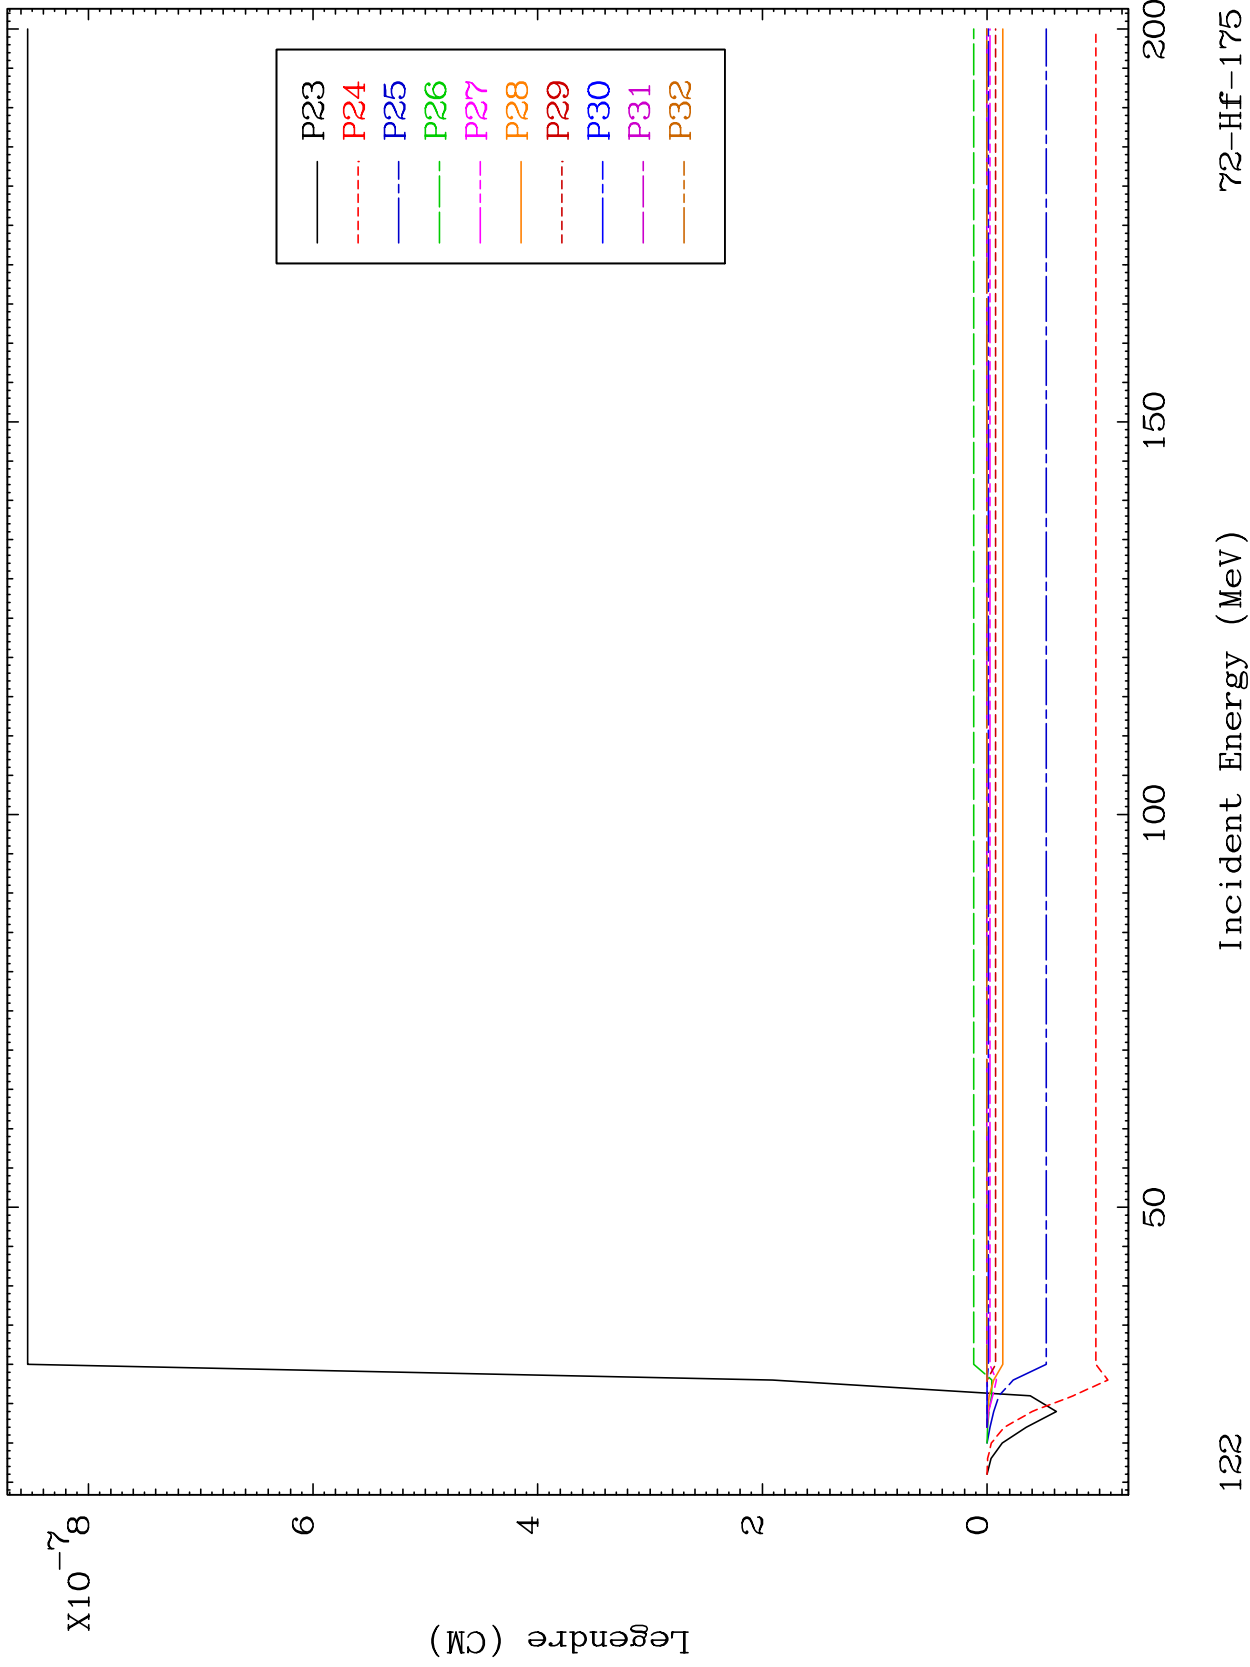 X10-7
8
6
4
2
0
Legendre (CM)
P23
P24
P25
P26
P27
P28
P29
P30
P31
P32
50
100
150
200
122
Incident Energy (MeV)
72-Hf-175